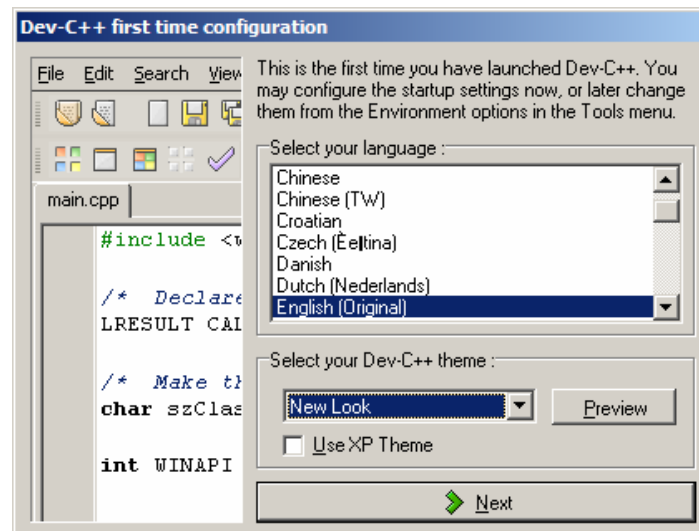 Dev-C++ first time configuration
File Edit Search View
main.cpp
#include <w
/* Declare
LRESULT CAL
/* Make th
char szClas
int WINAPI
This is the first time you have launched Dev-C++. You
may configure the startup settings now, or later change
them from the Environment options in the Tools menu.
Select your language :
Chinese
Chinese (TW)
Croatian
Czech (Èeltina)
Danish
Dutch (Nederlands)
English (Original)
Select your Dev-C++ theme :
New Look
Preview
Use XP Theme
Next